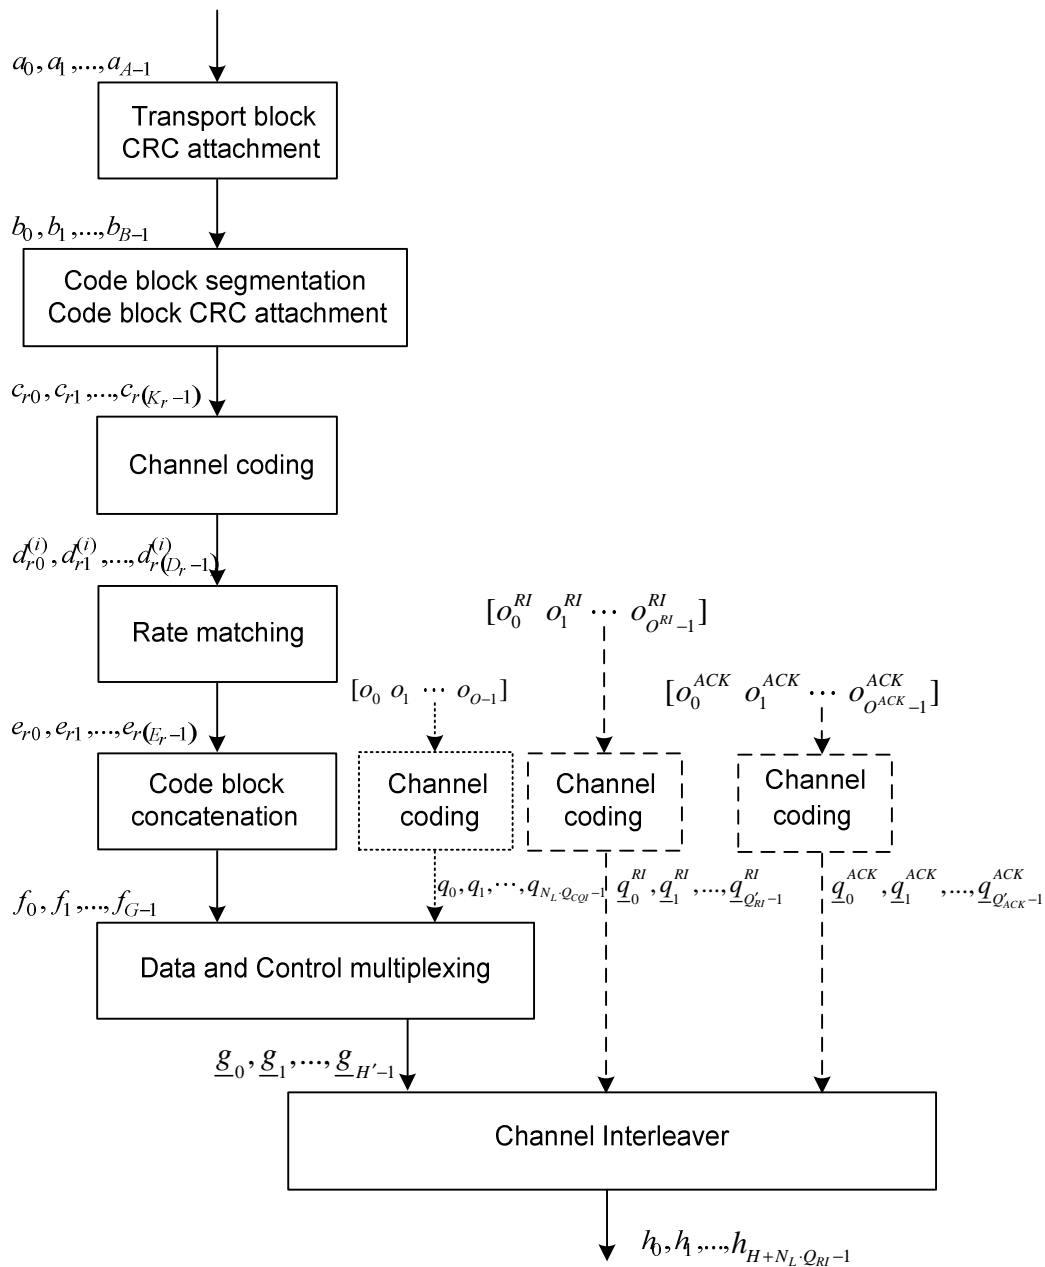 a_0, a_1, ..., a_{A-1}
Transport block
CRC attachment
b_0, b_1, ..., b_{B-1}
Code block segmentation
Code block CRC attachment
c_{r0}, c_{r1}, ..., c_{r(K_r-1)}
Channel coding
d_{r0}^{(i)}, d_{r1}^{(i)}, ..., d_{r(D_r-1)}^{(i)}
Rate matching
[o_0^{RI} o_1^{RI} ⋯ o_{O^{RI}-1}^{RI}]
[o_0 o_1 ⋯ o_{O-1}]
[o_0^{ACK} o_1^{ACK} ⋯ o_{O^{ACK}-1}^{ACK}]
e_{r0}, e_{r1}, ..., e_{r(E_r-1)}
Code block
concatenation
Channel
coding
Channel
coding
Channel
coding
f_0, f_1, ..., f_{G-1}
q_0, q_1, ⋯, q_{N_L·Q_{CQI}-1}
q_0^{RI}, q_1^{RI}, ..., q_{Q'_{RI}-1}^{RI}
q_0^{ACK}, q_1^{ACK}, ..., q_{Q'_{ACK}-1}^{ACK}
Data and Control multiplexing
g_0, g_1, ..., g_{H'-1}
Channel Interleaver
h_0, h_1, ..., h_{H+N_L·Q_{RI}-1}